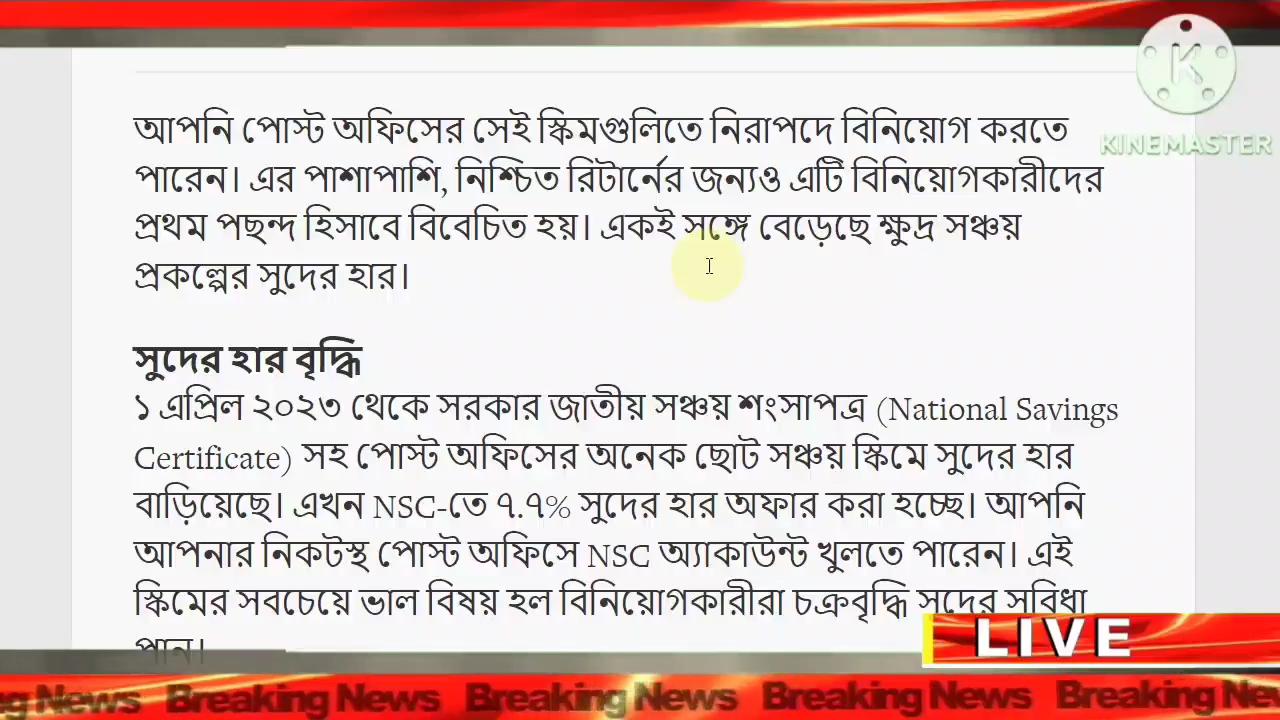 KINEMASTER
আপনি পোস্ট অফিসের সেই স্কিমগুলিতে নিরাপদে বিনিয়োগ করতে
পারেন। এর পাশাপাশি, নিশ্চিত রিটার্নের জন্যও এটি বিনিয়োগকারীদের
প্রথম পছন্দ হিসাবে বিবেচিত হয়। একই সঙ্গে বেড়েছে ক্ষুদ্র সঞ্চয়
প্রকল্পের সুদের হার।
সুদের হার বৃদ্ধি
১ এপ্রিল ২০২৩ থেকে সরকার জাতীয় সঞ্চয় শংসাপত্র (National Savings
Certificate) সহ পোস্ট অফিসের অনেক ছোট সঞ্চয় স্কিমে সুদের হার
বাড়িয়েছে। এখন NSC-তে ৭.৭% সুদের হার অফার করা হচ্ছে। আপনি
আপনার নিকটস্থ পোস্ট অফিসে NSC অ্যাকাউন্ট খুলতে পারেন। এই
স্কিমের সবচেয়ে ভাল বিষয় হল বিনিয়োগকারীরা চক্রবৃদ্ধি সুদের সুবিধা
পান।
LIVE
ng News Breaking News Breaking News Breaking News Breaking Ne